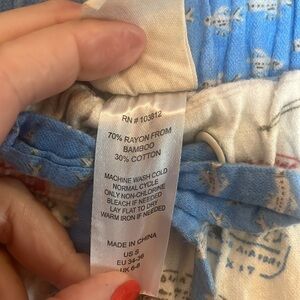 RN # 103812
70% RAYON FROM
BAMBOO
30% COTTON
MACHINE WASH COLD
NORMAL CYCLE
ONLY NON-CHLORINE
BLEACH IF NEEDED
LAY FLAT TO DRY
WARM IRON IF NEEDED
MADE IN CHINA
US S
EU 34-36
UK 6-8